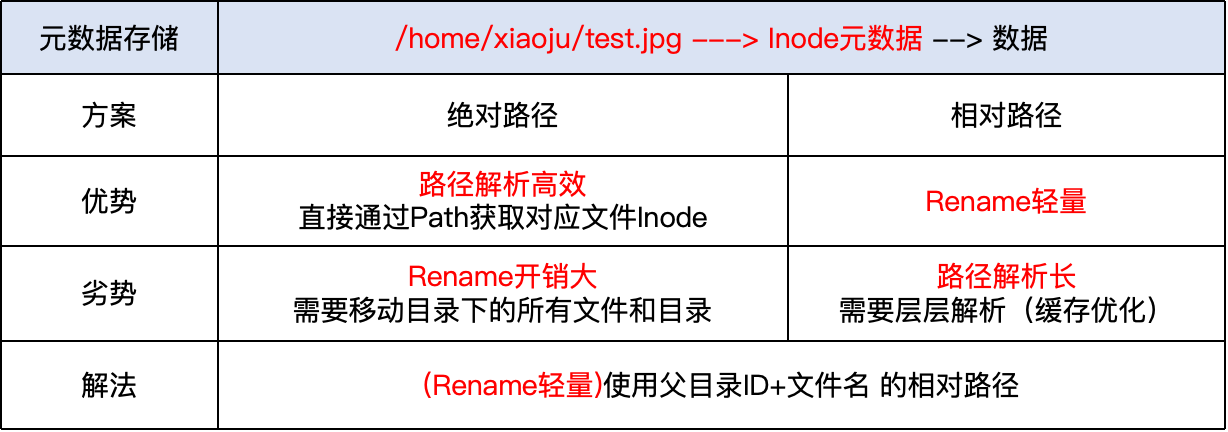 元数据存储
/home/xiaoju/test.jpg ---> Inode元数据 --> 数据
方案
绝对路径
相对路径
优势
路径解析高效
直接通过Path获取对应文件Inode
Rename轻量
劣势
Rename开销大
需要移动目录下的所有文件和目录
路径解析长
需要层层解析（缓存优化）
解法
(Rename轻量)使用父目录ID+文件名 的相对路径